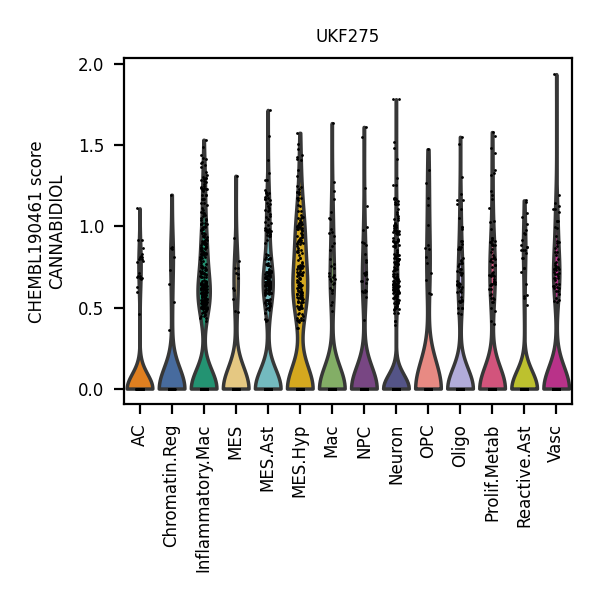 UKF275
CHEMBL190461 score
CANNABIDIOL
2.0
1.5
1.0
0.5
0.0
AC
Chromatin.Reg
Inflammatory.Mac
MES
MES.Ast
MES.Hyp
Mac
NPC
Neuron
OPC
Oligo
Prolif.Metab
Reactive.Ast
Vasc